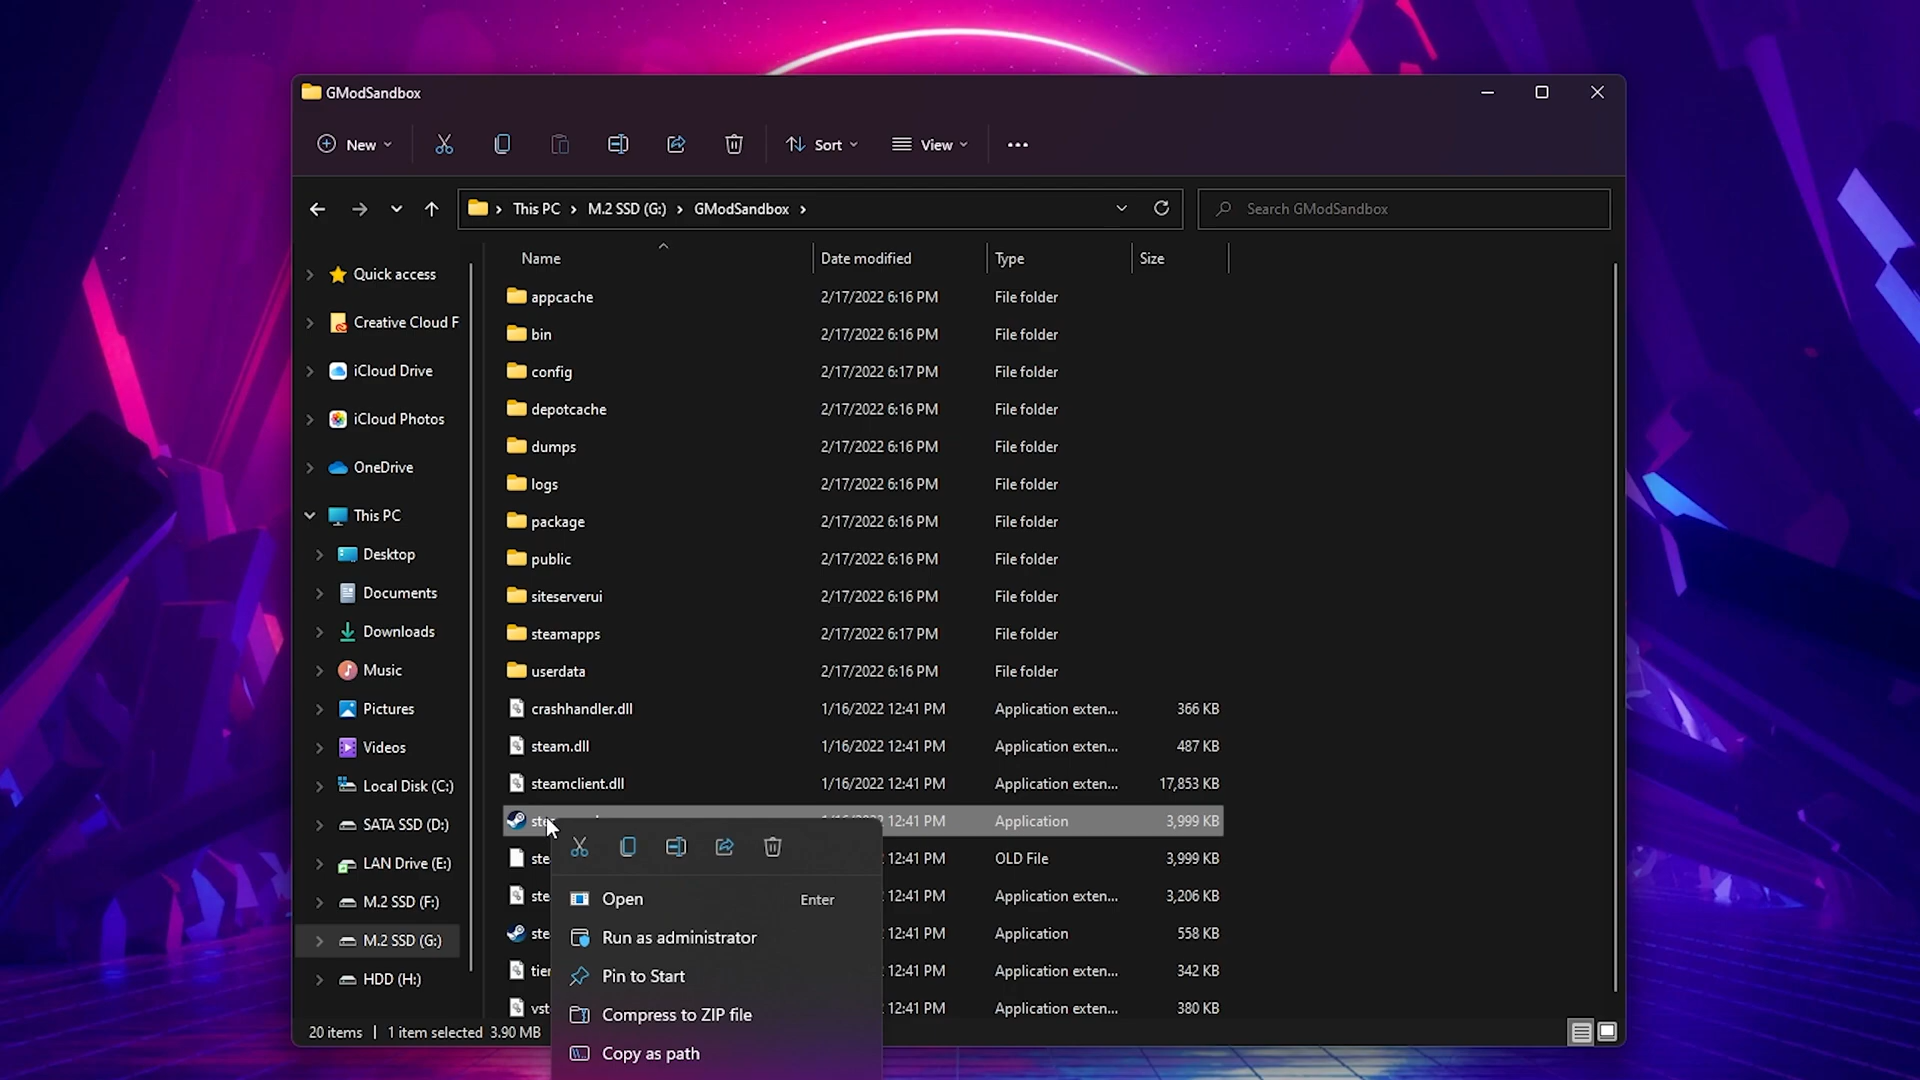 GModSandbox
New
Sort
View
This PC > M.2 SSD (G:) > GModSandbox >
Search GModSandbox
Name Date modified Type Size
Quick access
Creative Cloud F
iCloud Drive
iCloud Photos
OneDrive
This PC
Desktop
Documents
Downloads
Music
Pictures
Videos
Local Disk (C:)
SATA SSD (D:)
LAN Drive (E:)
M.2 SSD (F:)
M.2 SSD (G:)
HDD (H:)
appcache 2/17/2022 6:16 PM File folder
bin 2/17/2022 6:16 PM File folder
config 2/17/2022 6:17 PM File folder
depotcache 2/17/2022 6:16 PM File folder
dumps 2/17/2022 6:16 PM File folder
logs 2/17/2022 6:16 PM File folder
package 2/17/2022 6:16 PM File folder
public 2/17/2022 6:16 PM File folder
siteserverui 2/17/2022 6:16 PM File folder
steamapps 2/17/2022 6:17 PM File folder
userdata 2/17/2022 6:16 PM File folder
crashhandler.dll 1/16/2022 12:41 PM Application exten... 366 KB
steam.dll 1/16/2022 12:41 PM Application exten... 487 KB
steamclient.dll 1/16/2022 12:41 PM Application exten... 17,853 KB
12:41 PM Application 3,999 KB
ste 12:41 PM OLD File 3,999 KB
ste 12:41 PM Application exten... 3,206 KB
ste 12:41 PM Application 558 KB
tier 12:41 PM Application exten... 342 KB
vst 12:41 PM Application exten... 380 KB
Open Enter
Run as administrator
Pin to Start
Compress to ZIP file
Copy as path
20 items | 1 item selected 3.90 MB